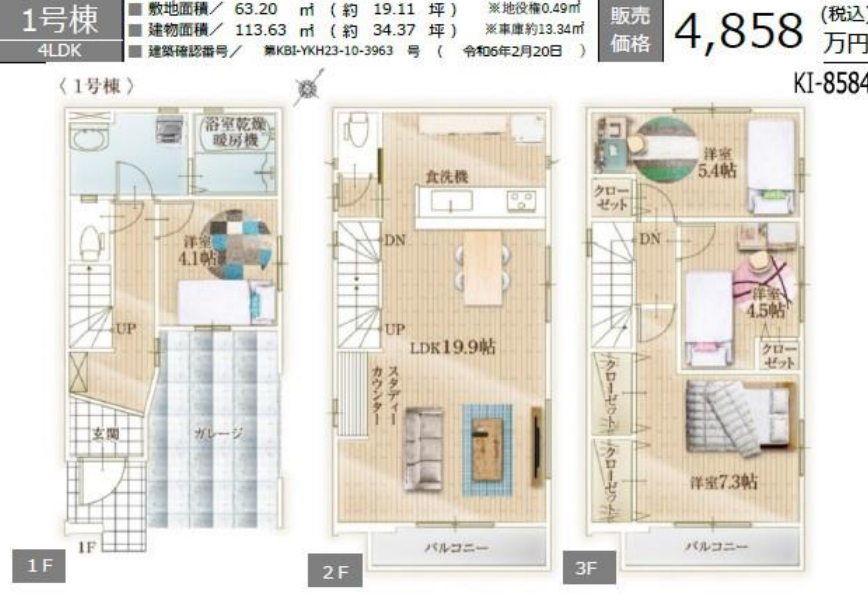 1号棟
4LDK
■ 敷地面積／ 63.20 ㎡ （ 約 19.11 坪 ） ※地役権0.49㎡
■ 建物面積／ 113.63 ㎡ （ 約 34.37 坪 ） ※車庫約13.34㎡
■ 建築確認番号／ 第KBI-YKH23-10-3963 号 （ 令和6年2月20日 ）
販売
価格
4,858
(税込)
万円
KI-8584
〈 1号棟 〉
浴室乾燥
暖房機
洋室
4.1帖
UP
玄関
ガレージ
1F
1F
食洗機
DN
UP
LDK19.9帖
スタディー
カウンター
バルコニー
2F
洋室
5.4帖
クロー
ゼット
DN
洋室
4.5帖
クロー
ゼット
クローゼット
クローゼット
洋室7.3帖
バルコニー
3F